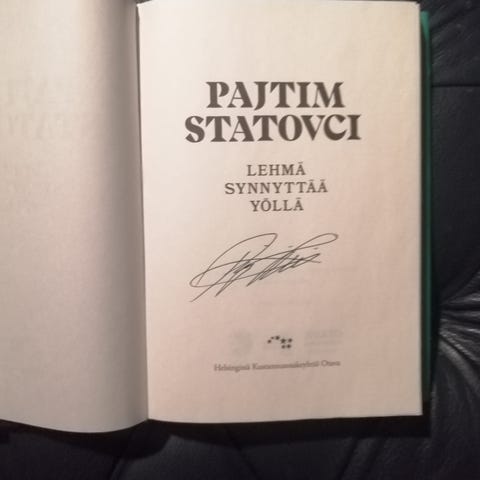 PAJTIM
STATOVCI
LEHMÄ
SYNNYTTÄÄ
YÖLLÄ
Helsingissä Kustannusosakeyhtiö Otava